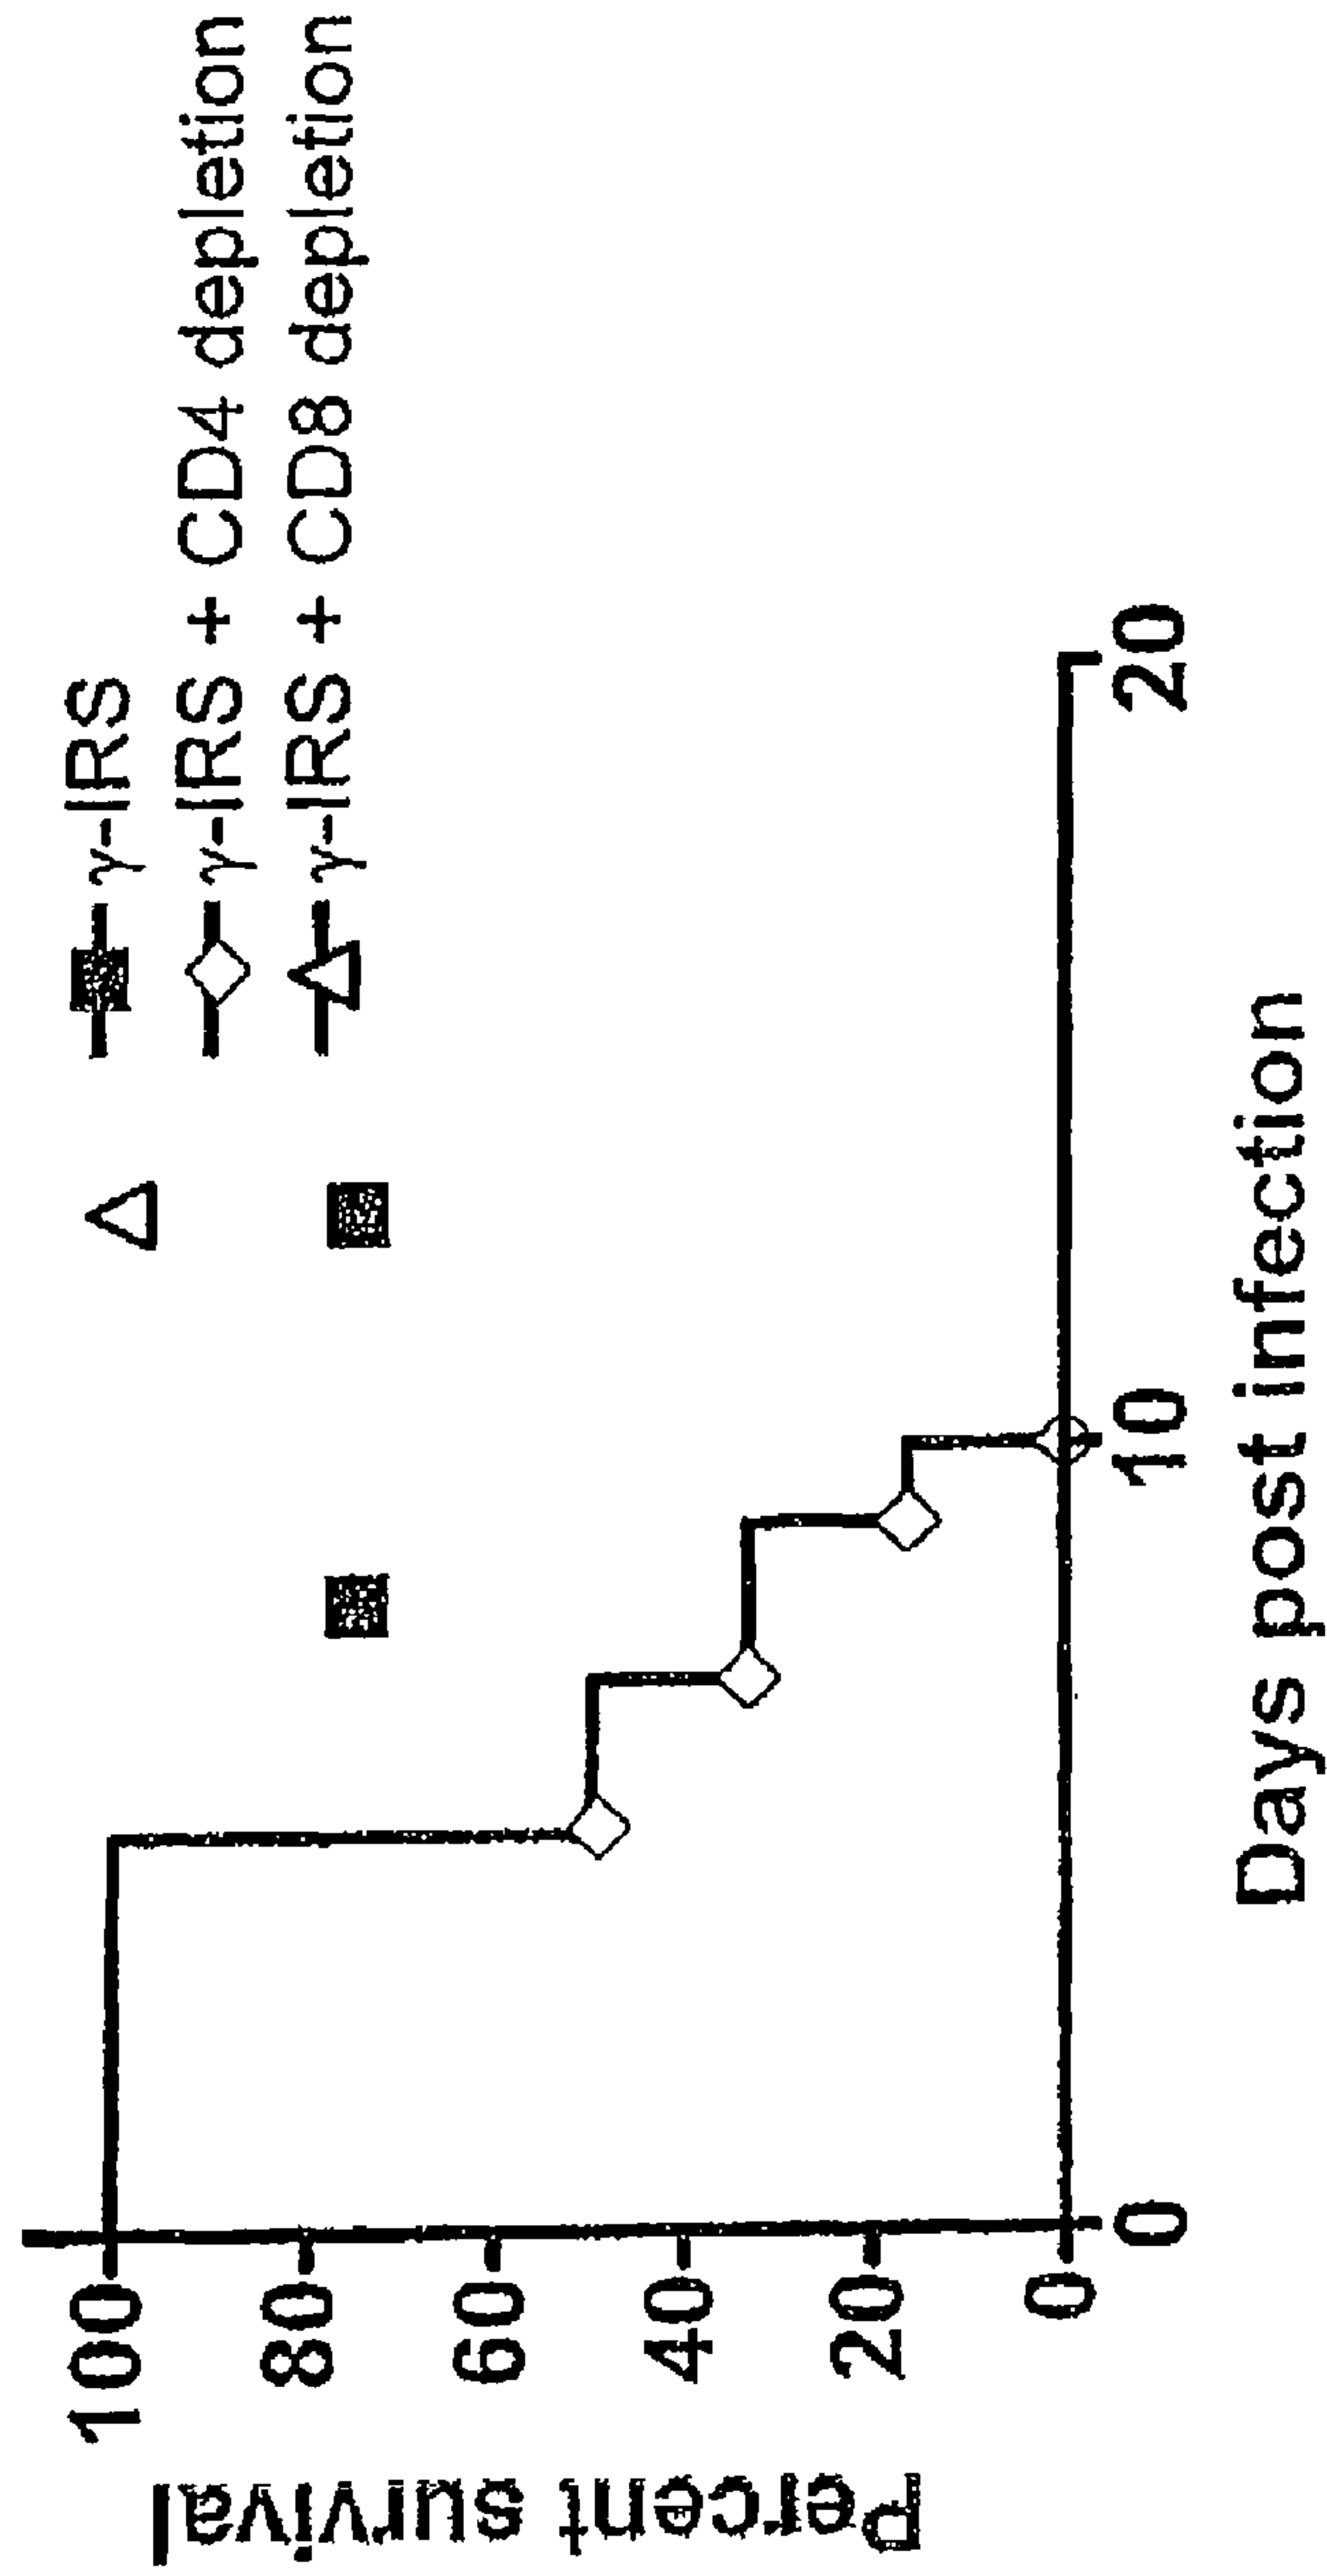 γ-IRS
γ-IRS + CD4 depletion
γ-IRS + CD8 depletion
Percent survival
100
80
60
40
20
0
0
10
20
Days post infection